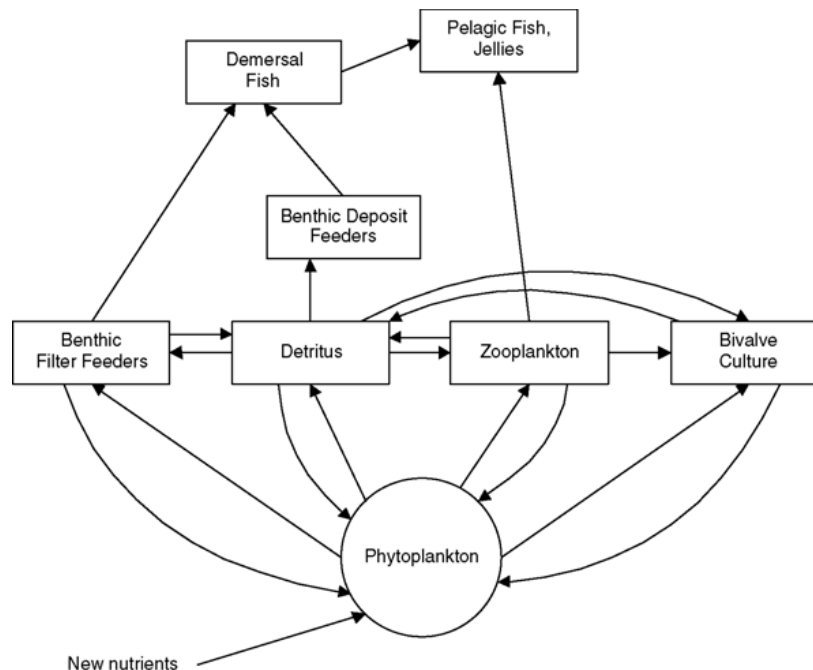 Pelagic Fish,
Jellies
Demersal
Fish
Benthic Deposit
Feeders
Benthic
Filter Feeders
Detritus
Zooplankton
Bivalve
Culture
Phytoplankton
New nutrients